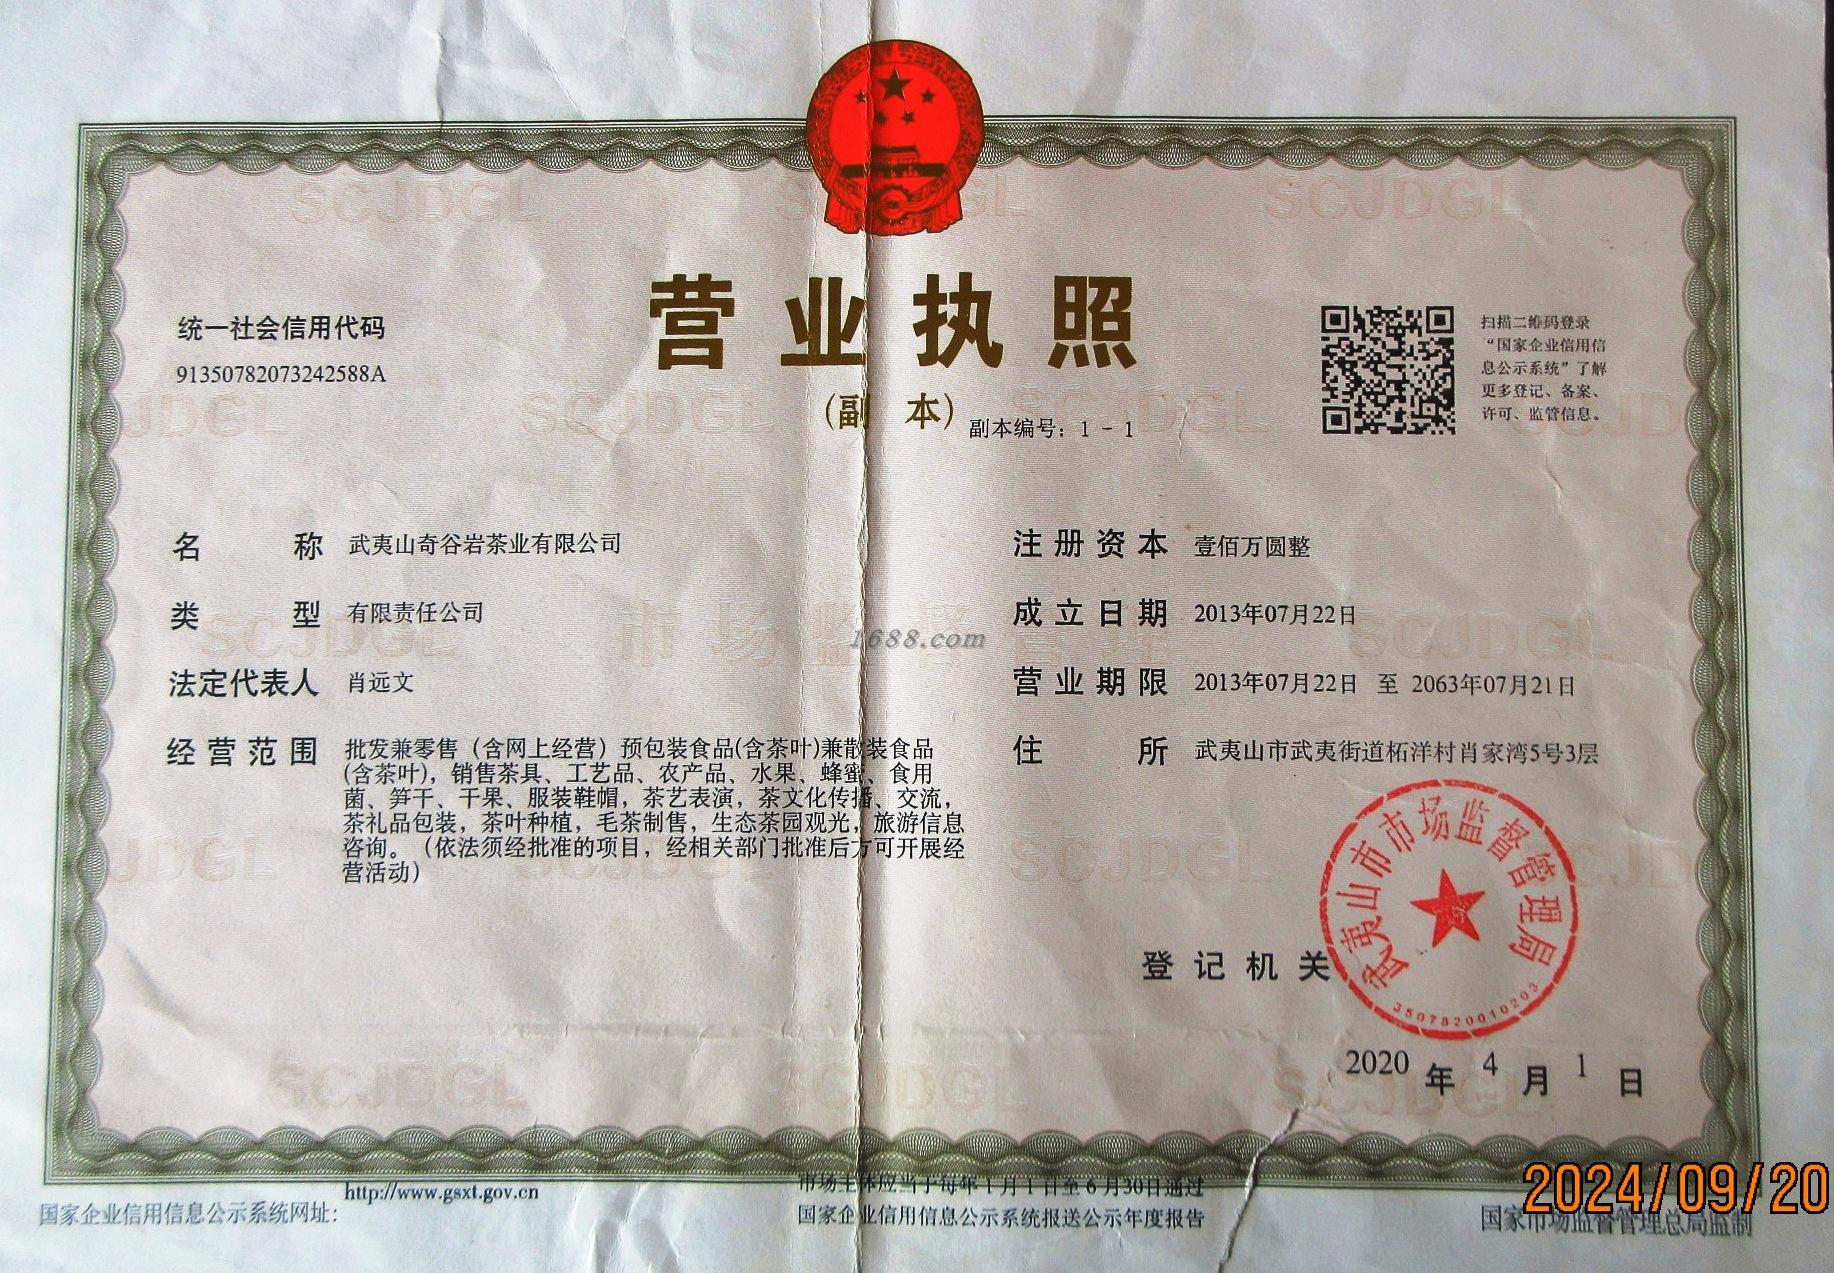 营业执照
(副 本)
副本编号：1 - 1
统一社会信用代码
91350782073242588A
扫描二维码登录
“国家企业信用信
息公示系统”了解
更多登记、备案、
许可、监管信息。
名 称 武夷山奇谷岩茶业有限公司
类 型 有限责任公司
法定代表人 肖远文
经营范围 批发兼零售（含网上经营）预包装食品(含茶叶)兼散装食品
(含茶叶)，销售茶具、工艺品、农产品、水果、蜂蜜、食用
菌、笋干、干果、服装鞋帽，茶艺表演，茶文化传播、交流，
茶礼品包装，茶叶种植，毛茶制售，生态茶园观光，旅游信息
咨询。（依法须经批准的项目，经相关部门批准后方可开展经
营活动）
注册资本 壹佰万圆整
成立日期 2013年07月22日
营业期限 2013年07月22日 至 2063年07月21日
住 所 武夷山市武夷街道柘洋村肖家湾5号3层
1688.com
登记机关
武夷山市市场监督管理局
3507820010203
2020 年 4 月 1 日
国家企业信用信息公示系统网址：
http://www.gsxt.gov.cn
市场主体应当于每年1月1日至6月30日通过
国家企业信用信息公示系统报送公示年度报告
国家市场监督管理总局监制
2024/09/20
SCJDGL
市场监督管理